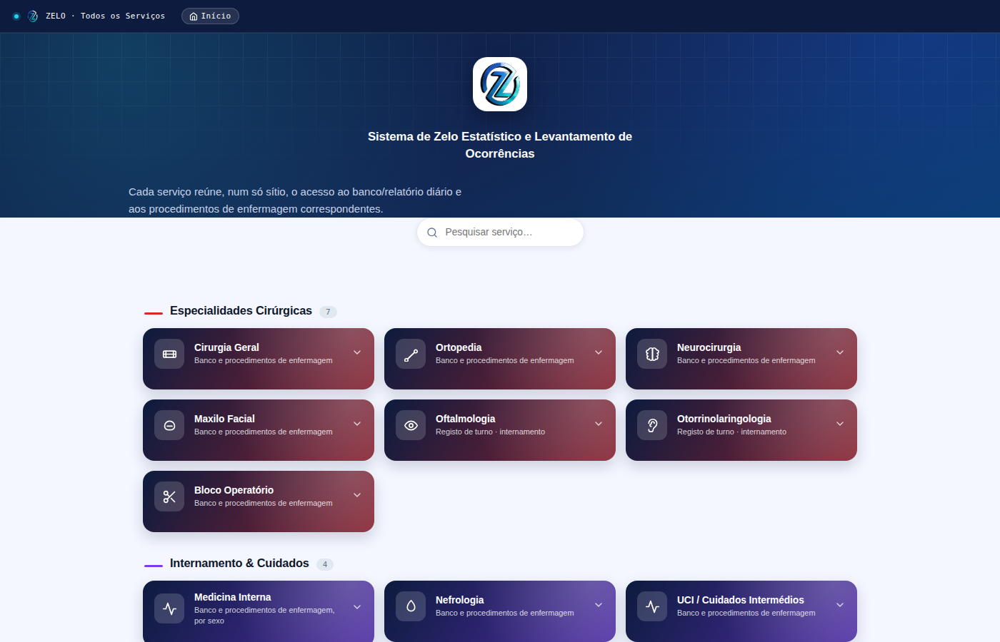 ZELO · Todos os Serviços
Início
Sistema de Zelo Estatístico e Levantamento de
Ocorrências
Cada serviço reúne, num só sítio, o acesso ao banco/relatório diário e
aos procedimentos de enfermagem correspondentes.
Pesquisar serviço…
Especialidades Cirúrgicas 7
Cirurgia Geral
Banco e procedimentos de enfermagem
Ortopedia
Banco e procedimentos de enfermagem
Neurocirurgia
Banco e procedimentos de enfermagem
Maxilo Facial
Banco e procedimentos de enfermagem
Oftalmologia
Registo de turno · internamento
Otorrinolaringologia
Registo de turno · internamento
Bloco Operatório
Banco e procedimentos de enfermagem
Internamento & Cuidados 4
Medicina Interna
Banco e procedimentos de enfermagem,
por sexo
Nefrologia
Banco e procedimentos de enfermagem
UCI / Cuidados Intermédios
Banco e procedimentos de enfermagem